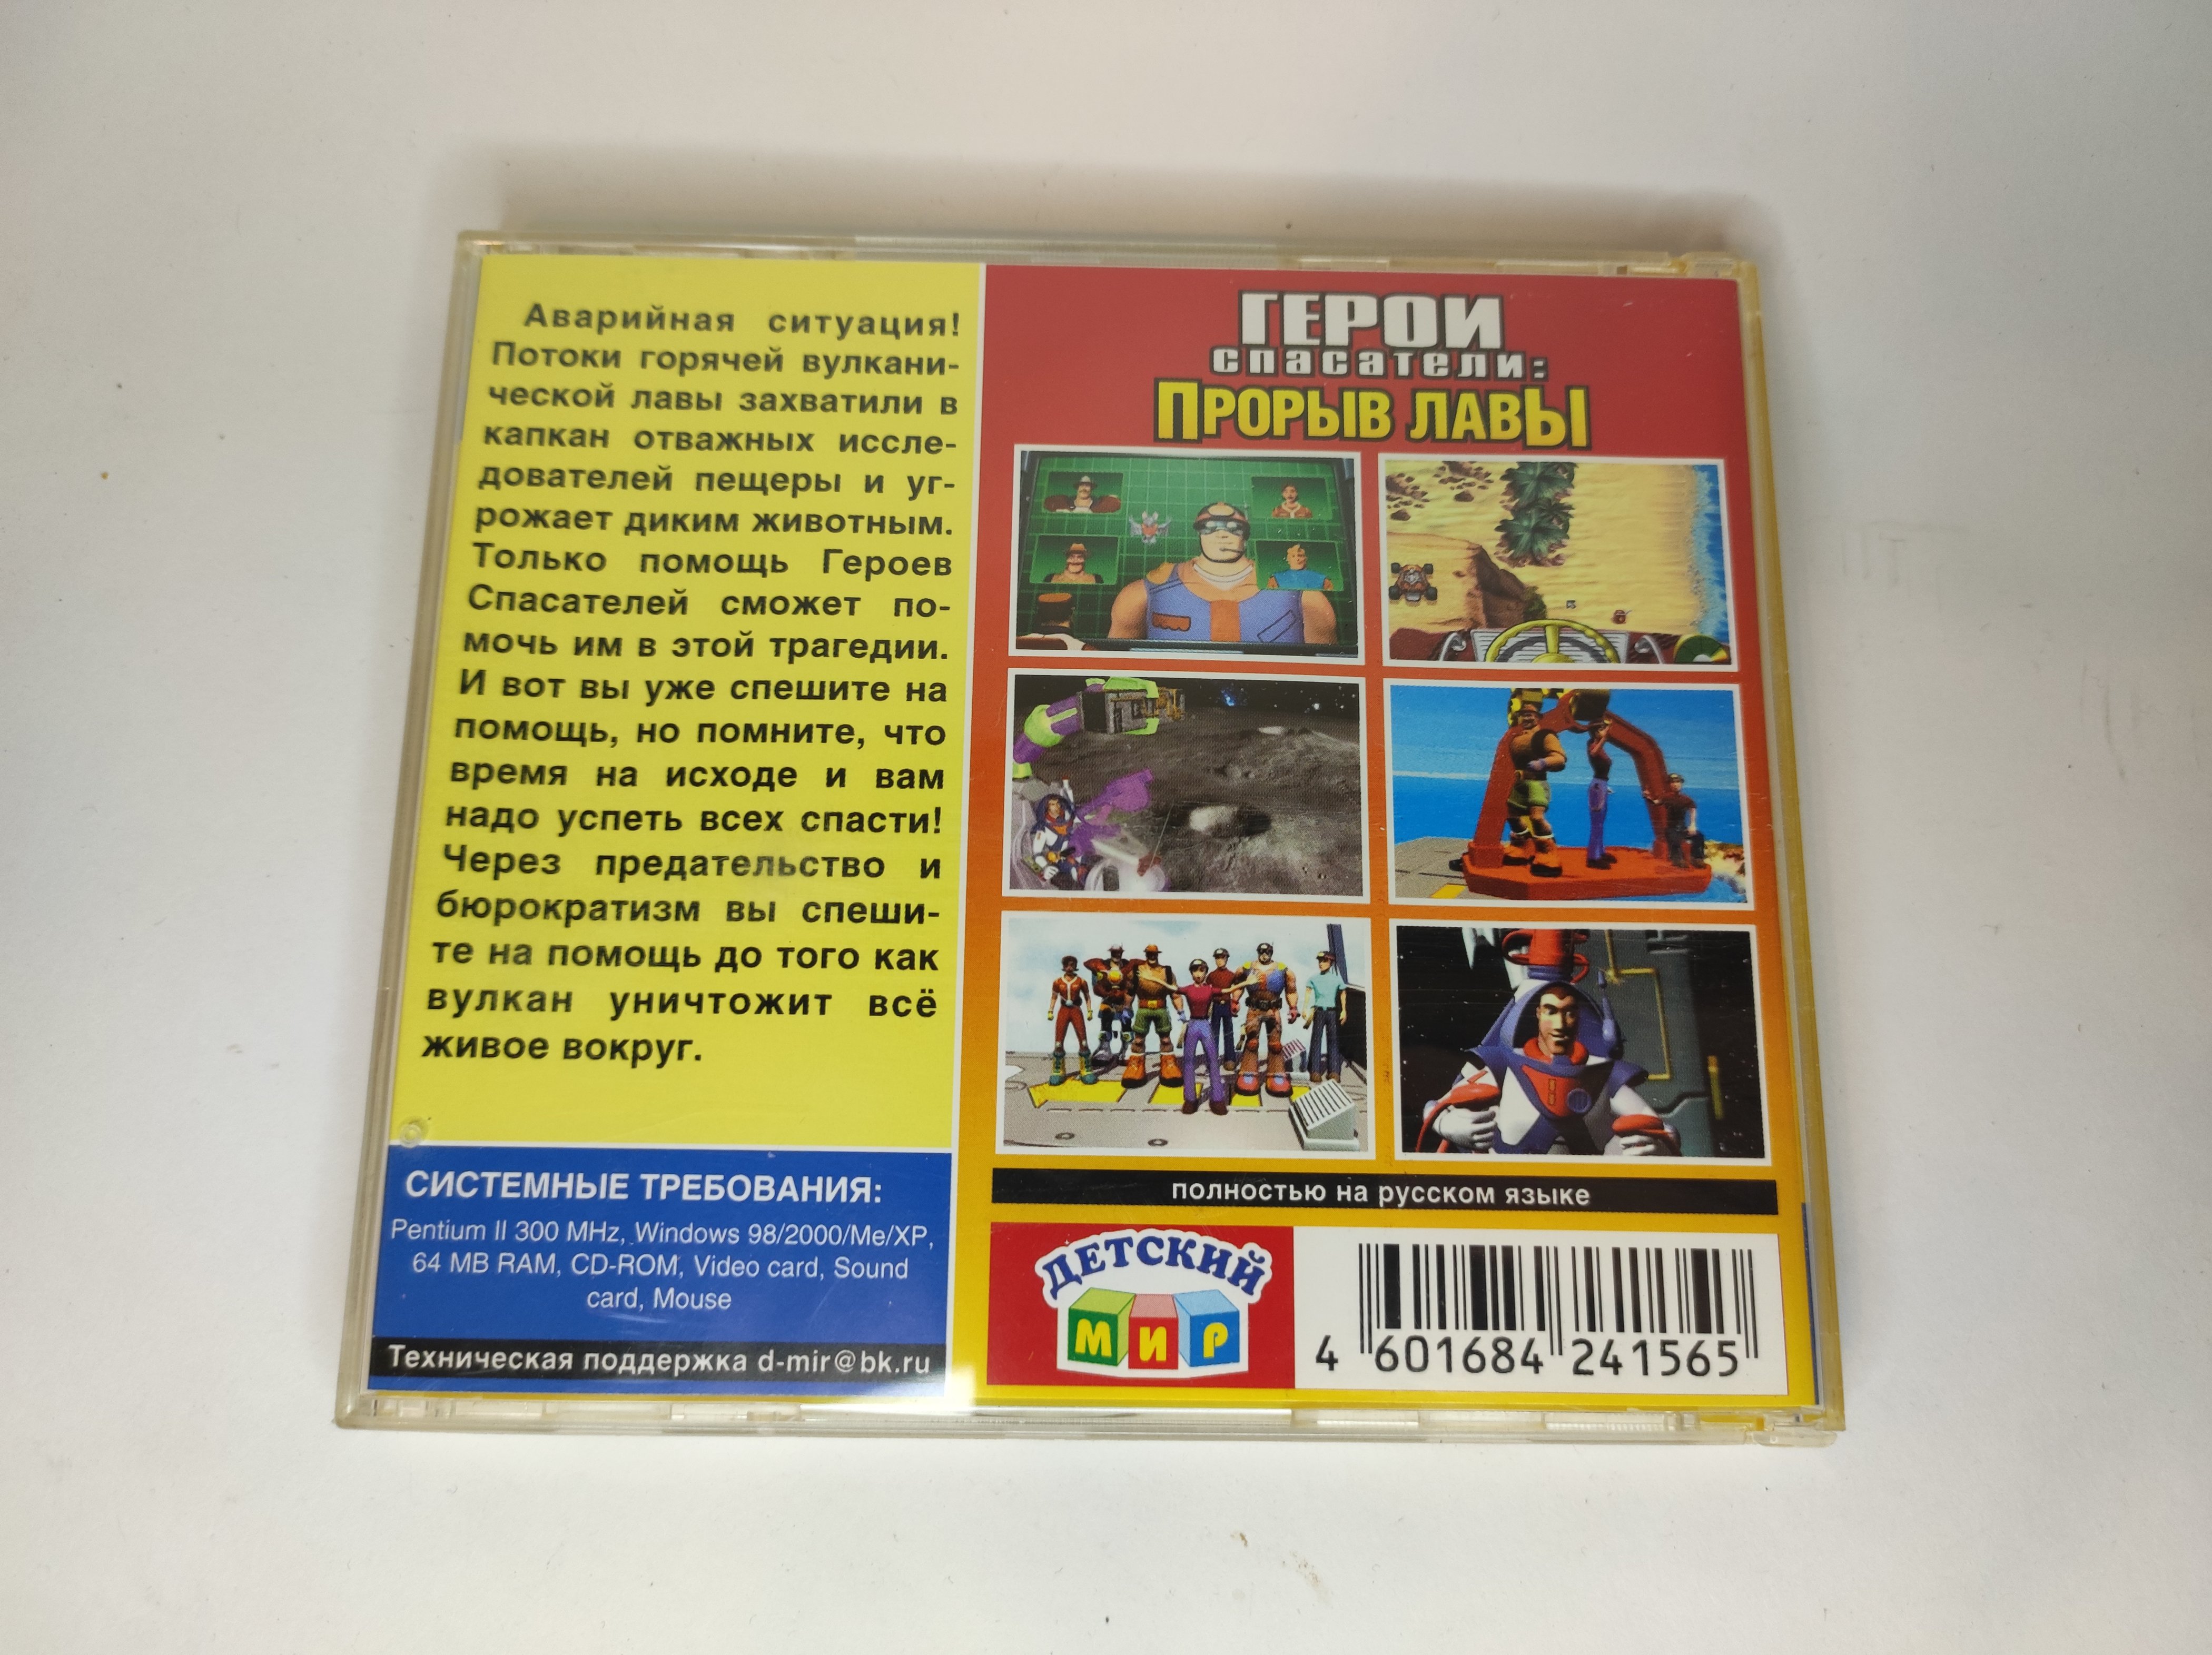 Аварийная ситуация!
Потоки горячей вулкани-
ческой лавы захватили в
капкан отважных иссле-
дователей пещеры и уг-
рожает диким животным.
Только помощь Героев
Спасателей сможет по-
мочь им в этой трагедии.
И вот вы уже спешите на
помощь, но помните, что
время на исходе и вам
надо успеть всех спасти!
Через предательство и
бюрократизм вы спеши-
те на помощь до того как
вулкан уничтожит всё
живое вокруг.
СИСТЕМНЫЕ ТРЕБОВАНИЯ:
Pentium II 300 MHz, Windows 98/2000/Me/XP,
64 MB RAM, CD-ROM, Video card, Sound
card, Mouse
Техническая поддержка d-mir@bk.ru
ГЕРОИ
спасатели:
ПРОРЫВ ЛАВЫ
полностью на русском языке
ДЕТСКИЙ
МИР
4 601684 241565